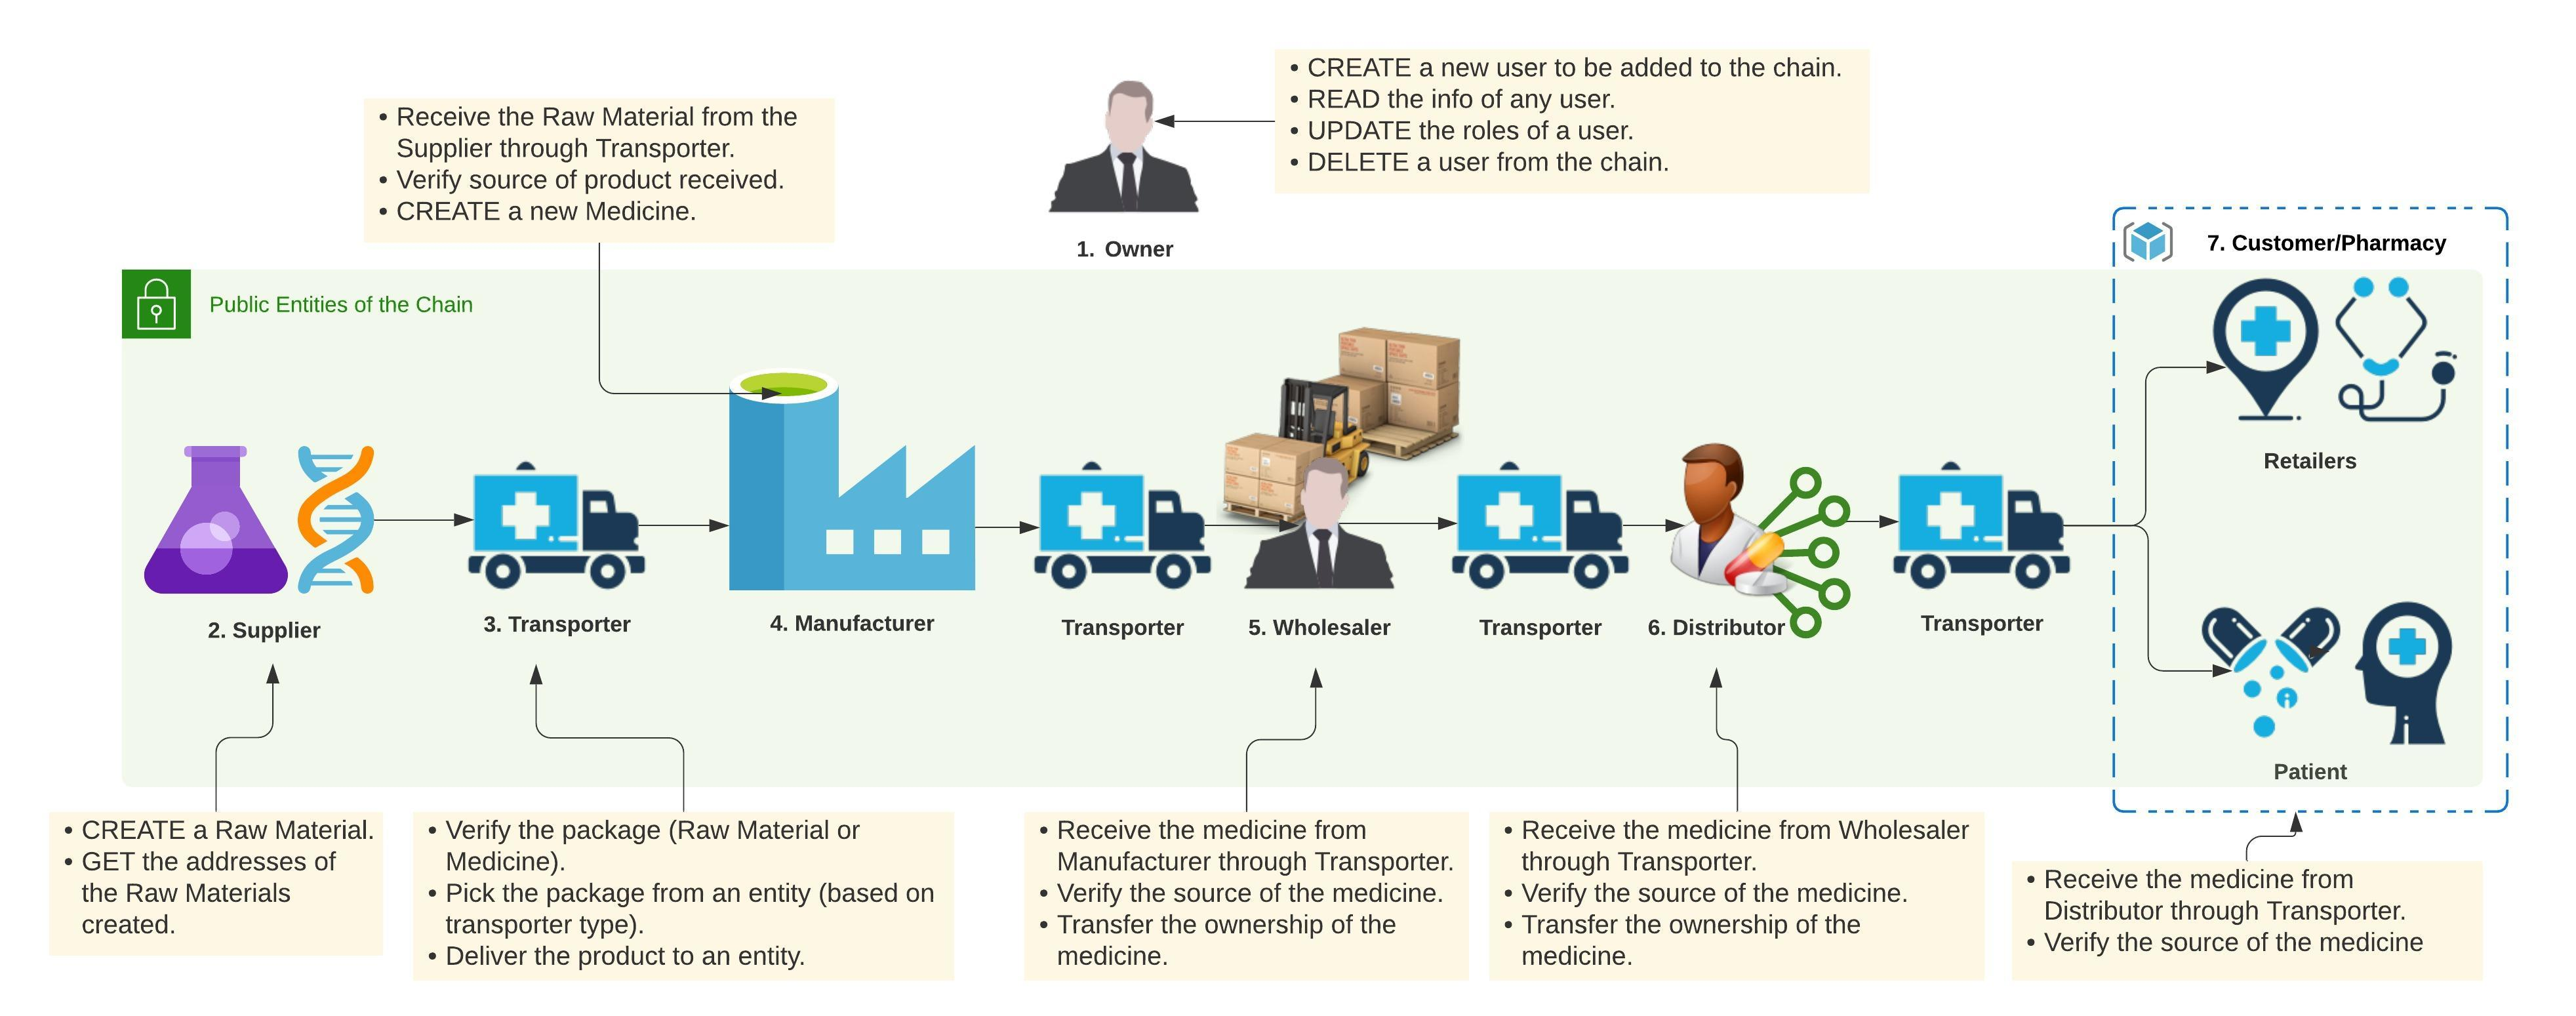 • CREATE a new user to be added to the chain.
• READ the info of any user.
• UPDATE the roles of a user.
• DELETE a user from the chain.
1. Owner
• Receive the Raw Material from the
Supplier through Transporter.
• Verify source of product received.
• CREATE a new Medicine.
7. Customer/Pharmacy
Public Entities of the Chain
Retailers
2. Supplier
3. Transporter
4. Manufacturer
Transporter
5. Wholesaler
Transporter
6. Distributor
Transporter
Patient
• CREATE a Raw Material.
• GET the addresses of
the Raw Materials
created.
• Verify the package (Raw Material or
Medicine).
• Pick the package from an entity (based on
transporter type).
• Deliver the product to an entity.
• Receive the medicine from
Manufacturer through Transporter.
• Verify the source of the medicine.
• Transfer the ownership of the
medicine.
• Receive the medicine from Wholesaler
through Transporter.
• Verify the source of the medicine.
• Transfer the ownership of the
medicine.
• Receive the medicine from
Distributor through Transporter.
• Verify the source of the medicine